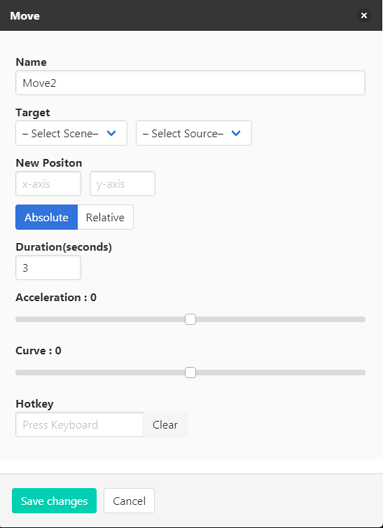 Move
Name
Move2
Target
– Select Scene– – Select Source–
New Positon
x-axis y-axis
Absolute Relative
Duration(seconds)
3
Acceleration : 0
Curve : 0
Hotkey
Press Keyboard Clear
Save changes Cancel